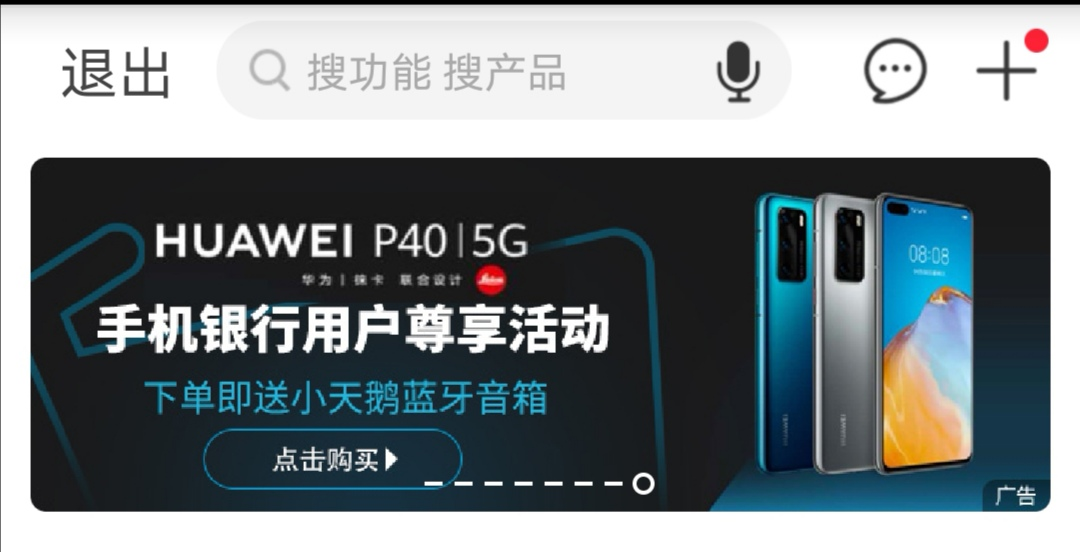 退出
搜功能 搜产品
HUAWEI P40|5G
华为 | 徕卡 联合设计 Leica
手机银行用户尊享活动
下单即送小天鹅蓝牙音箱
点击购买
08:08
广告